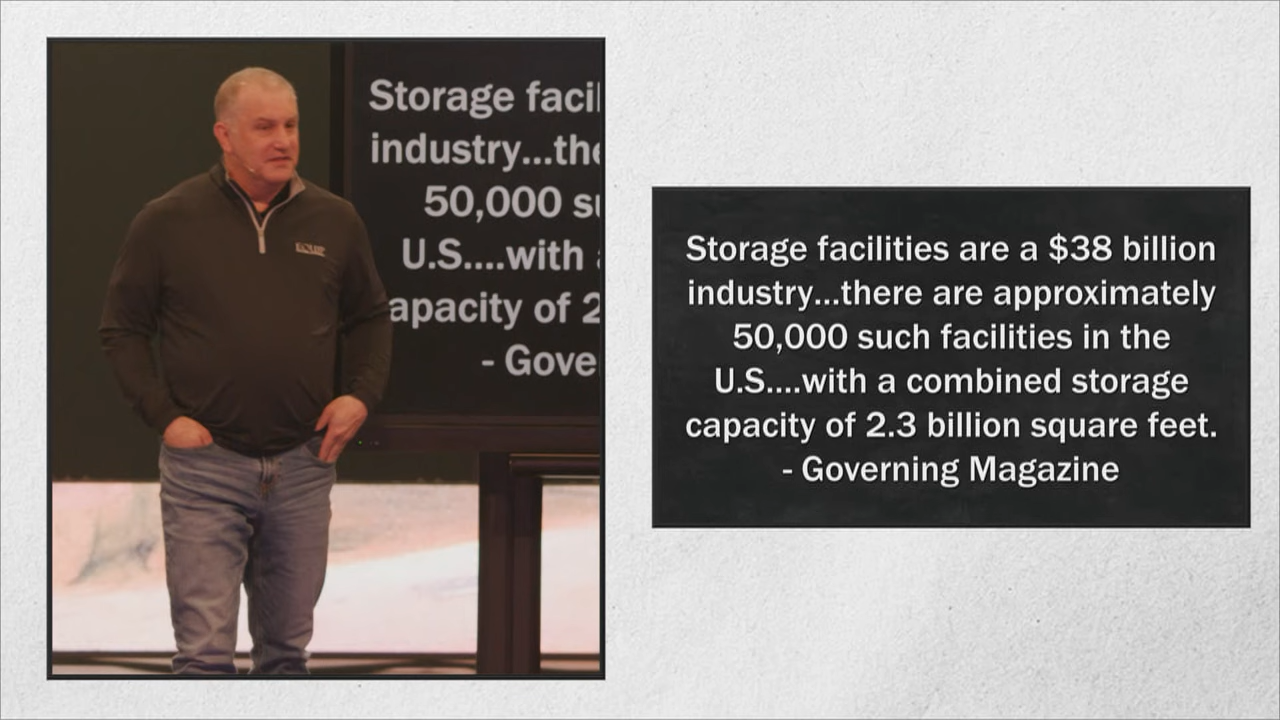 Storage facil
industry...the
50,000 su
U.S....with a
apacity of 2
- Gove
Storage facilities are a $38 billion
industry...there are approximately
50,000 such facilities in the
U.S....with a combined storage
capacity of 2.3 billion square feet.
- Governing Magazine